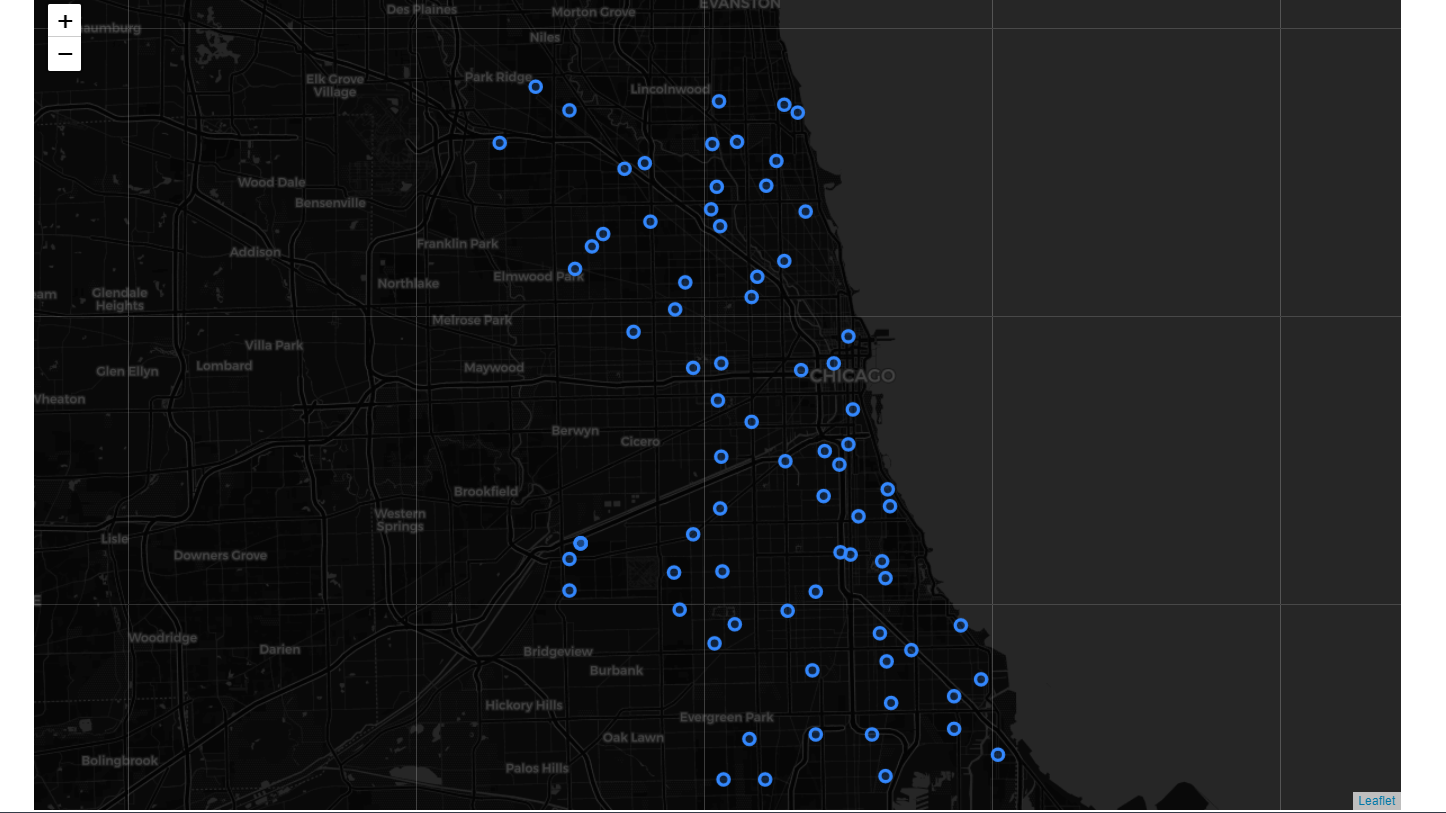 EVANSTON
Des Plaines
Morton Grove
+
aumburg
Niles
−
Park Ridge
Elk Grove
Village
Lincolnwood
Wood Dale
Bensenville
Franklin Park
Addison
Elmwood Park
Northlake
eam
Glendale
Heights
Melrose Park
Villa Park
Lombard
Maywood
Glen Ellyn
CHICAGO
Wheaton
Berwyn
Cicero
Brookfield
Western
Springs
Lisle
Downers Grove
E
Woodridge
Darien
Bridgeview
Burbank
Hickory Hills
Evergreen Park
Oak Lawn
Bolingbrook
Palos Hills
Leaflet